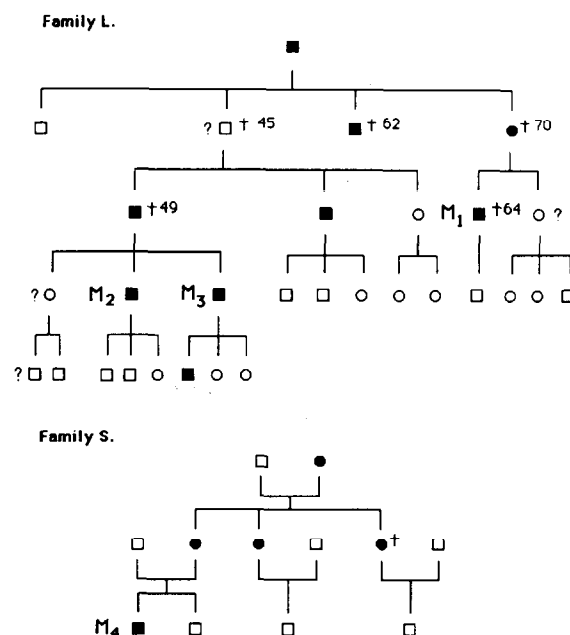 Family L.
? † 45 † 62 † 70
† 49 M₁ † 64 ?
? M₂ M₃
?
Family S.
†
M₄